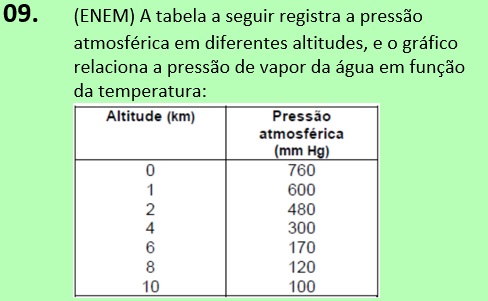 09. (ENEM) A tabela a seguir registra a pressão
atmosférica em diferentes altitudes, e o gráfico
relaciona a pressão de vapor da água em função
da temperatura:
Altitude (km) Pressão
atmosférica
(mm Hg)
0 760
1 600
2 480
4 300
6 170
8 120
10 100